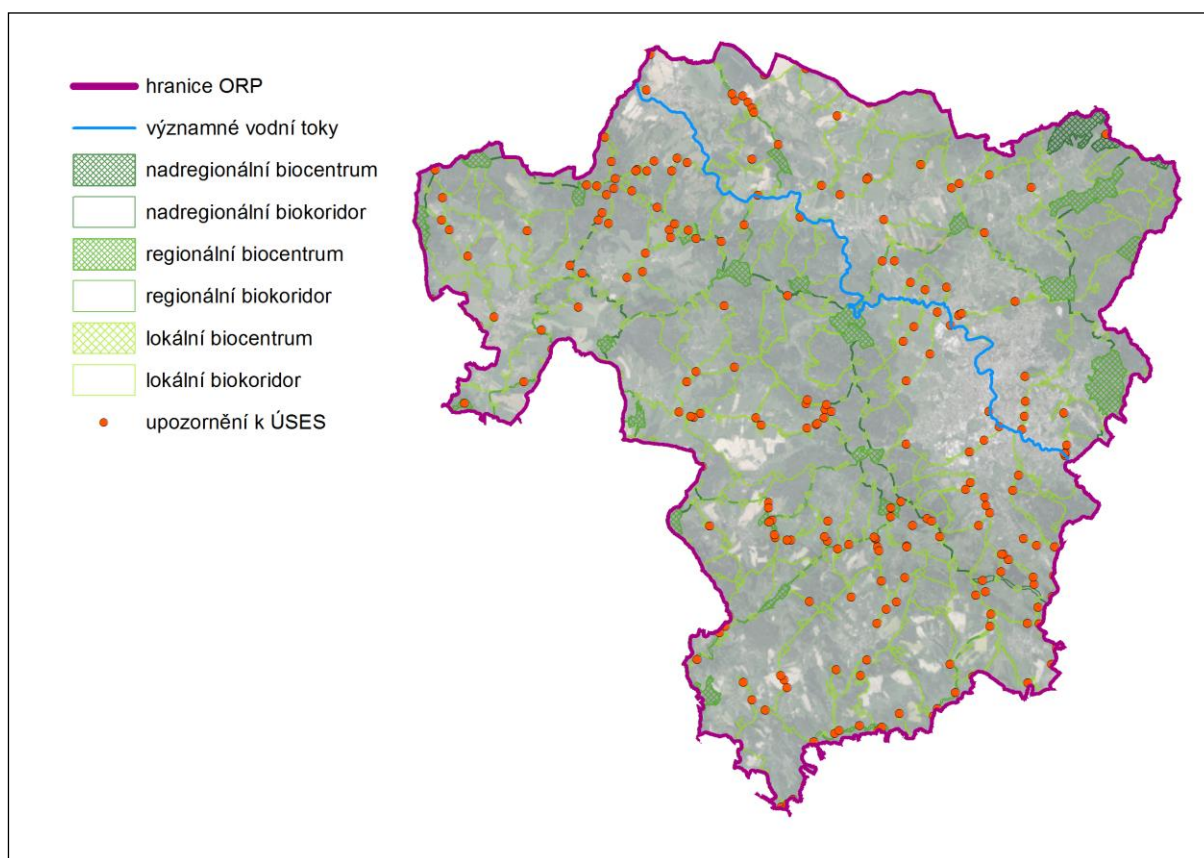 hranice ORP
významné vodní toky
nadregionální biocentrum
nadregionální biokoridor
regionální biocentrum
regionální biokoridor
lokální biocentrum
lokální biokoridor
upozornění k ÚSES